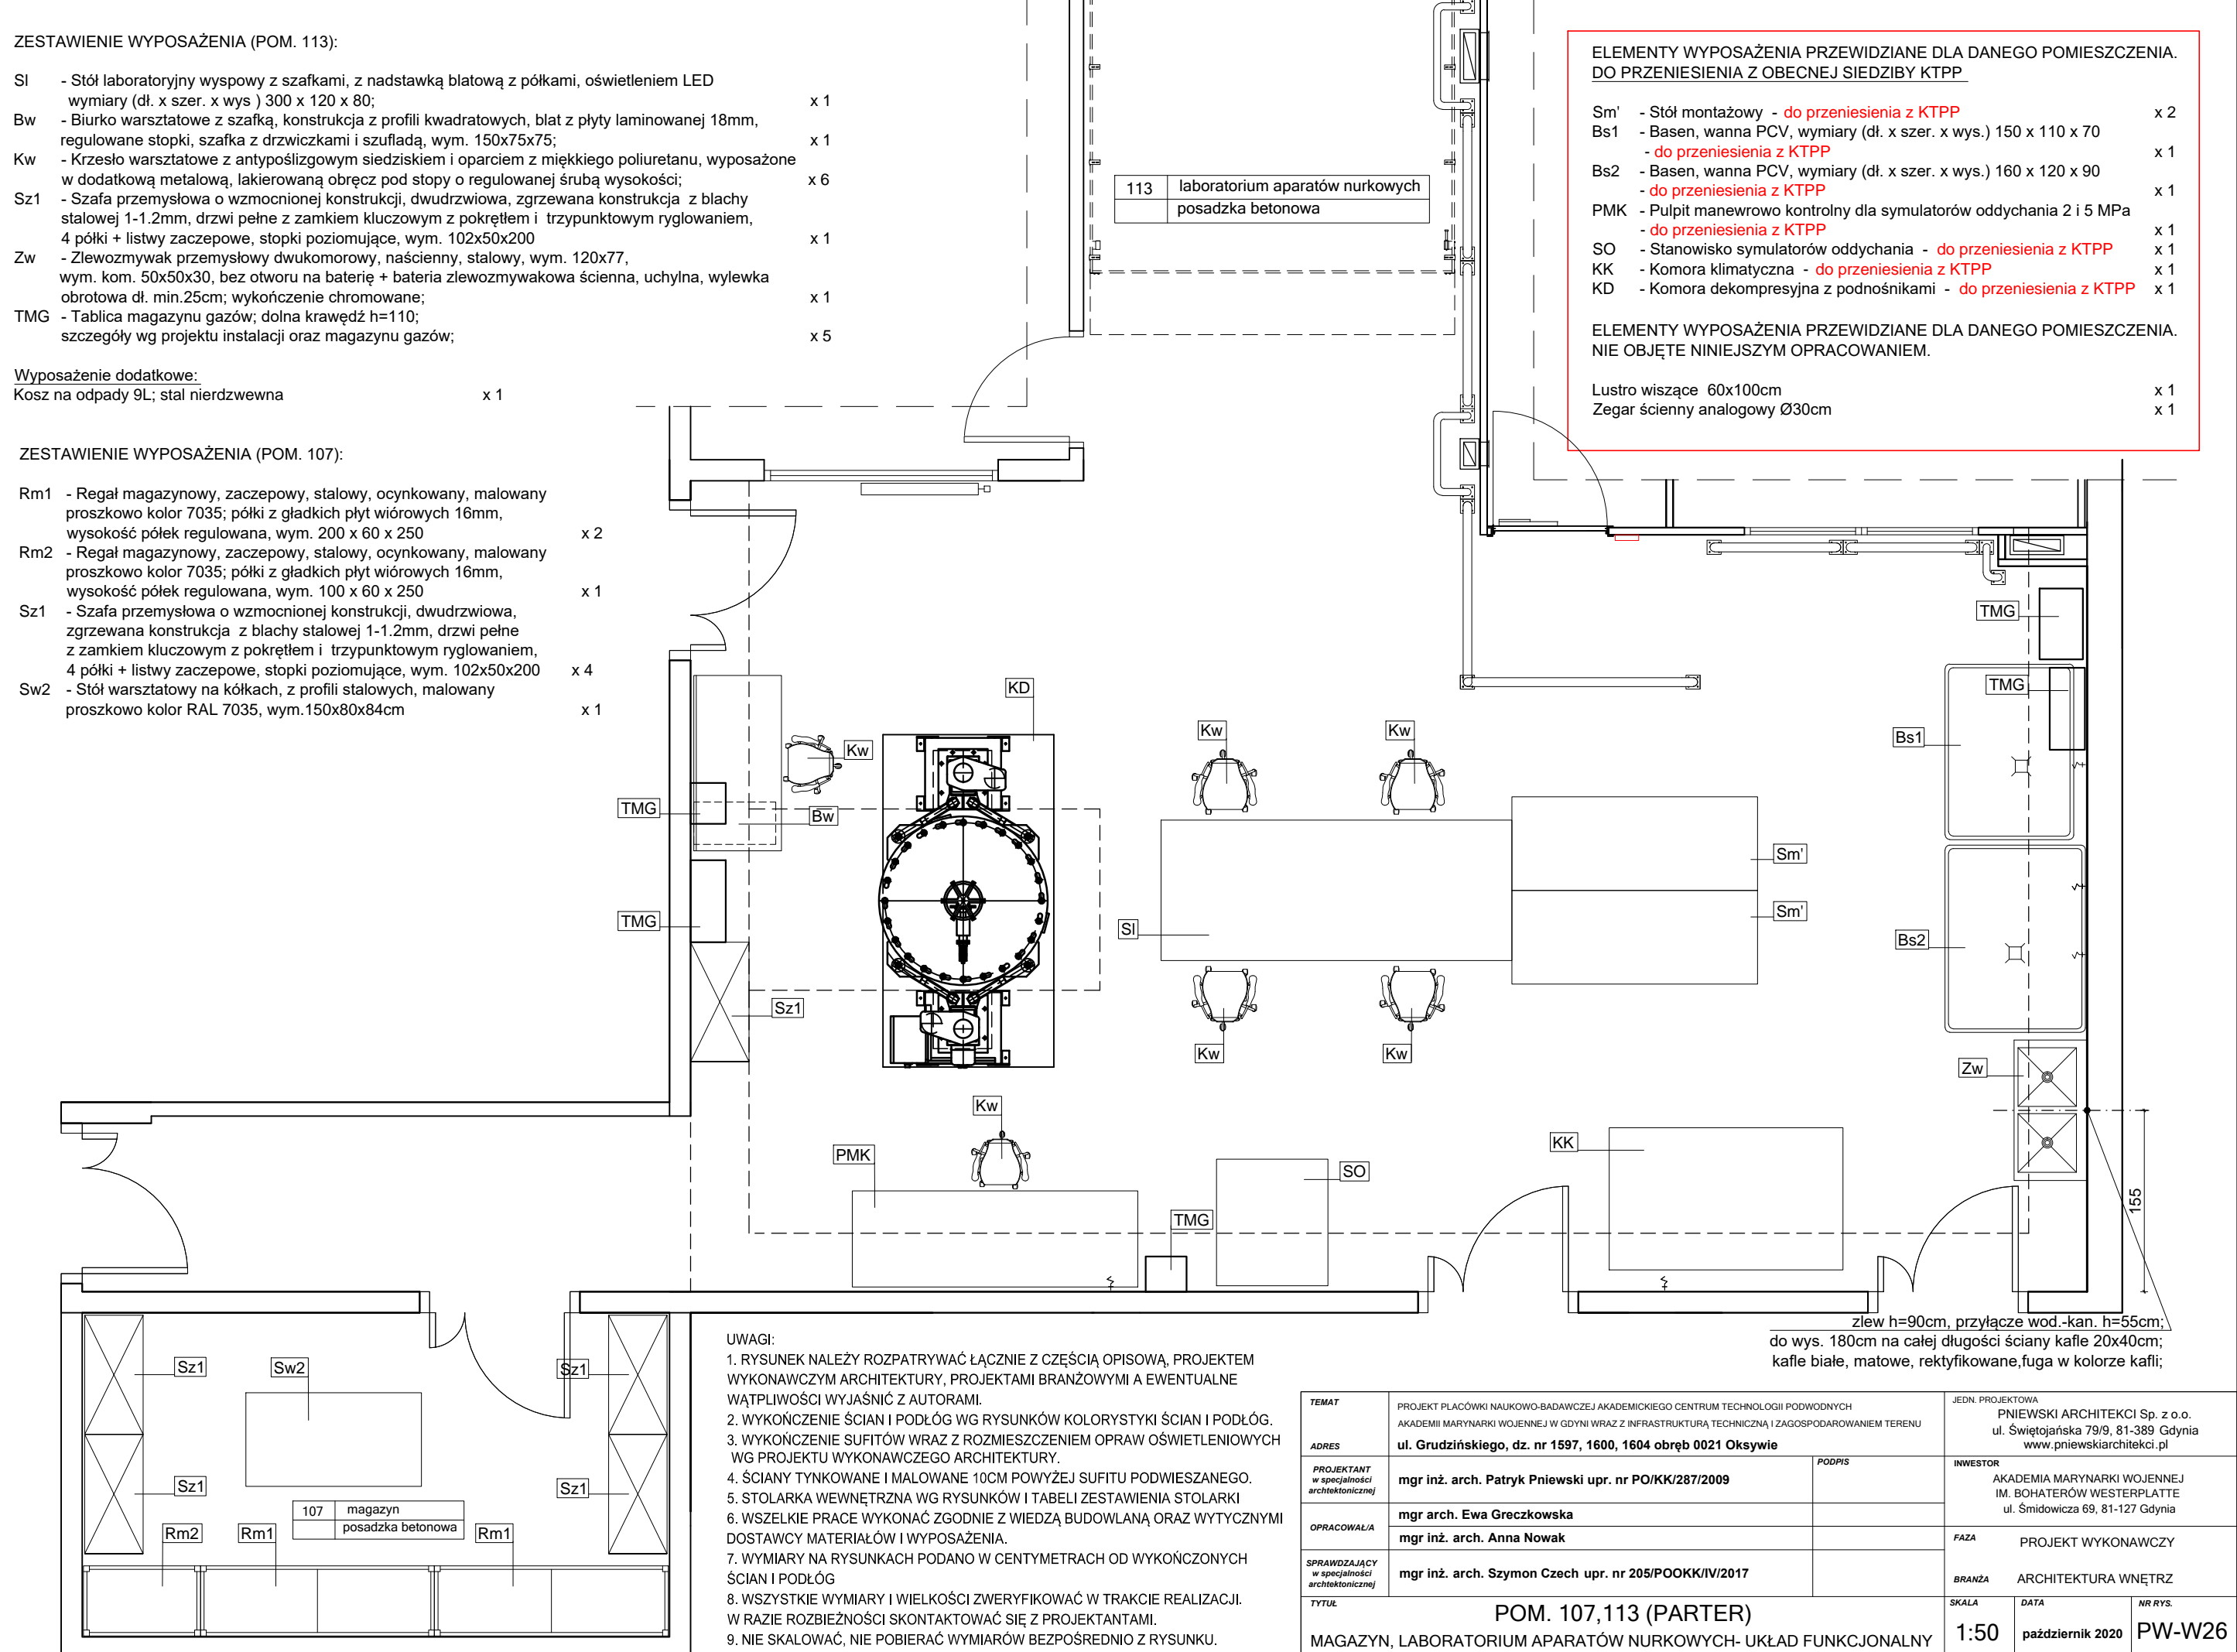 ZESTAWIENIE WYPOSAŻENIA (POM. 113):
Sl - Stół laboratoryjny wyspowy z szafkami, z nadstawką blatową z półkami, oświetleniem LED
wymiary (dł. x szer. x wys ) 300 x 120 x 80; x 1
Bw - Biurko warsztatowe z szafką, konstrukcja z profili kwadratowych, blat z płyty laminowanej 18mm,
regulowane stopki, szafka z drzwiczkami i szufladą, wym. 150x75x75; x 1
Kw - Krzesło warsztatowe z antypoślizgowym siedziskiem i oparciem z miękkiego poliuretanu, wyposażone
w dodatkową metalową, lakierowaną obręcz pod stopy o regulowanej śrubą wysokości; x 6
Sz1 - Szafa przemysłowa o wzmocnionej konstrukcji, dwudrzwiowa, zgrzewana konstrukcja z blachy
stalowej 1-1.2mm, drzwi pełne z zamkiem kluczowym z pokrętłem i trzypunktowym ryglowaniem,
4 półki + listwy zaczepowe, stopki poziomujące, wym. 102x50x200 x 1
Zw - Zlewozmywak przemysłowy dwukomorowy, naścienny, stalowy, wym. 120x77,
wym. kom. 50x50x30, bez otworu na baterię + bateria zlewozmywakowa ścienna, uchylna, wylewka
obrotowa dł. min.25cm; wykończenie chromowane; x 1
TMG - Tablica magazynu gazów; dolna krawędź h=110;
szczegóły wg projektu instalacji oraz magazynu gazów; x 5
Wyposażenie dodatkowe:
Kosz na odpady 9L; stal nierdzwewna x 1
ZESTAWIENIE WYPOSAŻENIA (POM. 107):
Rm1 - Regał magazynowy, zaczepowy, stalowy, ocynkowany, malowany
proszkowo kolor 7035; półki z gładkich płyt wiórowych 16mm,
wysokość półek regulowana, wym. 200 x 60 x 250 x 2
Rm2 - Regał magazynowy, zaczepowy, stalowy, ocynkowany, malowany
proszkowo kolor 7035; półki z gładkich płyt wiórowych 16mm,
wysokość półek regulowana, wym. 100 x 60 x 250 x 1
Sz1 - Szafa przemysłowa o wzmocnionej konstrukcji, dwudrzwiowa,
zgrzewana konstrukcja z blachy stalowej 1-1.2mm, drzwi pełne
z zamkiem kluczowym z pokrętłem i trzypunktowym ryglowaniem,
4 półki + listwy zaczepowe, stopki poziomujące, wym. 102x50x200 x 4
Sw2 - Stół warsztatowy na kółkach, z profili stalowych, malowany
proszkowo kolor RAL 7035, wym.150x80x84cm x 1
113 laboratorium aparatów nurkowych
posadzka betonowa
ELEMENTY WYPOSAŻENIA PRZEWIDZIANE DLA DANEGO POMIESZCZENIA.
DO PRZENIESIENIA Z OBECNEJ SIEDZIBY KTPP
Sm' - Stół montażowy - do przeniesienia z KTPP x 2
Bs1 - Basen, wanna PCV, wymiary (dł. x szer. x wys.) 150 x 110 x 70
- do przeniesienia z KTPP x 1
Bs2 - Basen, wanna PCV, wymiary (dł. x szer. x wys.) 160 x 120 x 90
- do przeniesienia z KTPP x 1
PMK - Pulpit manewrowo kontrolny dla symulatorów oddychania 2 i 5 MPa
- do przeniesienia z KTPP x 1
SO - Stanowisko symulatorów oddychania - do przeniesienia z KTPP x 1
KK - Komora klimatyczna - do przeniesienia z KTPP x 1
KD - Komora dekompresyjna z podnośnikami - do przeniesienia z KTPP x 1
ELEMENTY WYPOSAŻENIA PRZEWIDZIANE DLA DANEGO POMIESZCZENIA.
NIE OBJĘTE NINIEJSZYM OPRACOWANIEM.
Lustro wiszące 60x100cm x 1
Zegar ścienny analogowy Ø30cm x 1
TMG
TMG
KD
Kw
Kw
Kw
Bs1
TMG
Bw
Sm'
Sm'
TMG
Sl
Bs2
Sz1
Kw
Kw
Zw
Kw
PMK
KK
SO
TMG
155
zlew h=90cm, przyłącze wod.-kan. h=55cm;
do wys. 180cm na całej długości ściany kafle 20x40cm;
kafle białe, matowe, rektyfikowane,fuga w kolorze kafli;
Sz1
Sw2
Sz1
Sz1
Sz1
107 magazyn
posadzka betonowa
Rm2
Rm1
Rm1
UWAGI:
1. RYSUNEK NALEŻY ROZPATRYWAĆ ŁĄCZNIE Z CZĘŚCIĄ OPISOWĄ, PROJEKTEM
WYKONAWCZYM ARCHITEKTURY, PROJEKTAMI BRANŻOWYMI A EWENTUALNE
WĄTPLIWOŚCI WYJAŚNIĆ Z AUTORAMI.
2. WYKOŃCZENIE ŚCIAN I PODŁÓG WG RYSUNKÓW KOLORYSTYKI ŚCIAN I PODŁÓG.
3. WYKOŃCZENIE SUFITÓW WRAZ Z ROZMIESZCZENIEM OPRAW OŚWIETLENIOWYCH
WG PROJEKTU WYKONAWCZEGO ARCHITEKTURY.
4. ŚCIANY TYNKOWANE I MALOWANE 10CM POWYŻEJ SUFITU PODWIESZANEGO.
5. STOLARKA WEWNĘTRZNA WG RYSUNKÓW I TABELI ZESTAWIENIA STOLARKI
6. WSZELKIE PRACE WYKONAĆ ZGODNIE Z WIEDZĄ BUDOWLANĄ ORAZ WYTYCZNYMI
DOSTAWCY MATERIAŁÓW I WYPOSAŻENIA.
7. WYMIARY NA RYSUNKACH PODANO W CENTYMETRACH OD WYKOŃCZONYCH
ŚCIAN I PODŁÓG
8. WSZYSTKIE WYMIARY I WIELKOŚCI ZWERYFIKOWAĆ W TRAKCIE REALIZACJI.
W RAZIE ROZBIEŻNOŚCI SKONTAKTOWAĆ SIĘ Z PROJEKTANTAMI.
9. NIE SKALOWAĆ, NIE POBIERAĆ WYMIARÓW BEZPOŚREDNIO Z RYSUNKU.
TEMAT
PROJEKT PLACÓWKI NAUKOWO-BADAWCZEJ AKADEMICKIEGO CENTRUM TECHNOLOGII PODWODNYCH
AKADEMII MARYNARKI WOJENNEJ W GDYNI WRAZ Z INFRASTRUKTURĄ TECHNICZNĄ I ZAGOSPODAROWANIEM TERENU
ADRES
ul. Grudzińskiego, dz. nr 1597, 1600, 1604 obręb 0021 Oksywie
PROJEKTANT
w specjalności
archtektonicznej
mgr inż. arch. Patryk Pniewski upr. nr PO/KK/287/2009
PODPIS
OPRACOWAŁ/A
mgr arch. Ewa Greczkowska
mgr inż. arch. Anna Nowak
SPRAWDZAJĄCY
w specjalności
archtektonicznej
mgr inż. arch. Szymon Czech upr. nr 205/POOKK/IV/2017
TYTUŁ
POM. 107,113 (PARTER)
MAGAZYN, LABORATORIUM APARATÓW NURKOWYCH- UKŁAD FUNKCJONALNY
JEDN. PROJEKTOWA
PNIEWSKI ARCHITEKCI Sp. z o.o.
ul. Świętojańska 79/9, 81-389 Gdynia
www.pniewskiarchitekci.pl
INWESTOR
AKADEMIA MARYNARKI WOJENNEJ
IM. BOHATERÓW WESTERPLATTE
ul. Śmidowicza 69, 81-127 Gdynia
FAZA
PROJEKT WYKONAWCZY
BRANŻA
ARCHITEKTURA WNĘTRZ
SKALA
1:50
DATA
październik 2020
NR RYS.
PW-W26